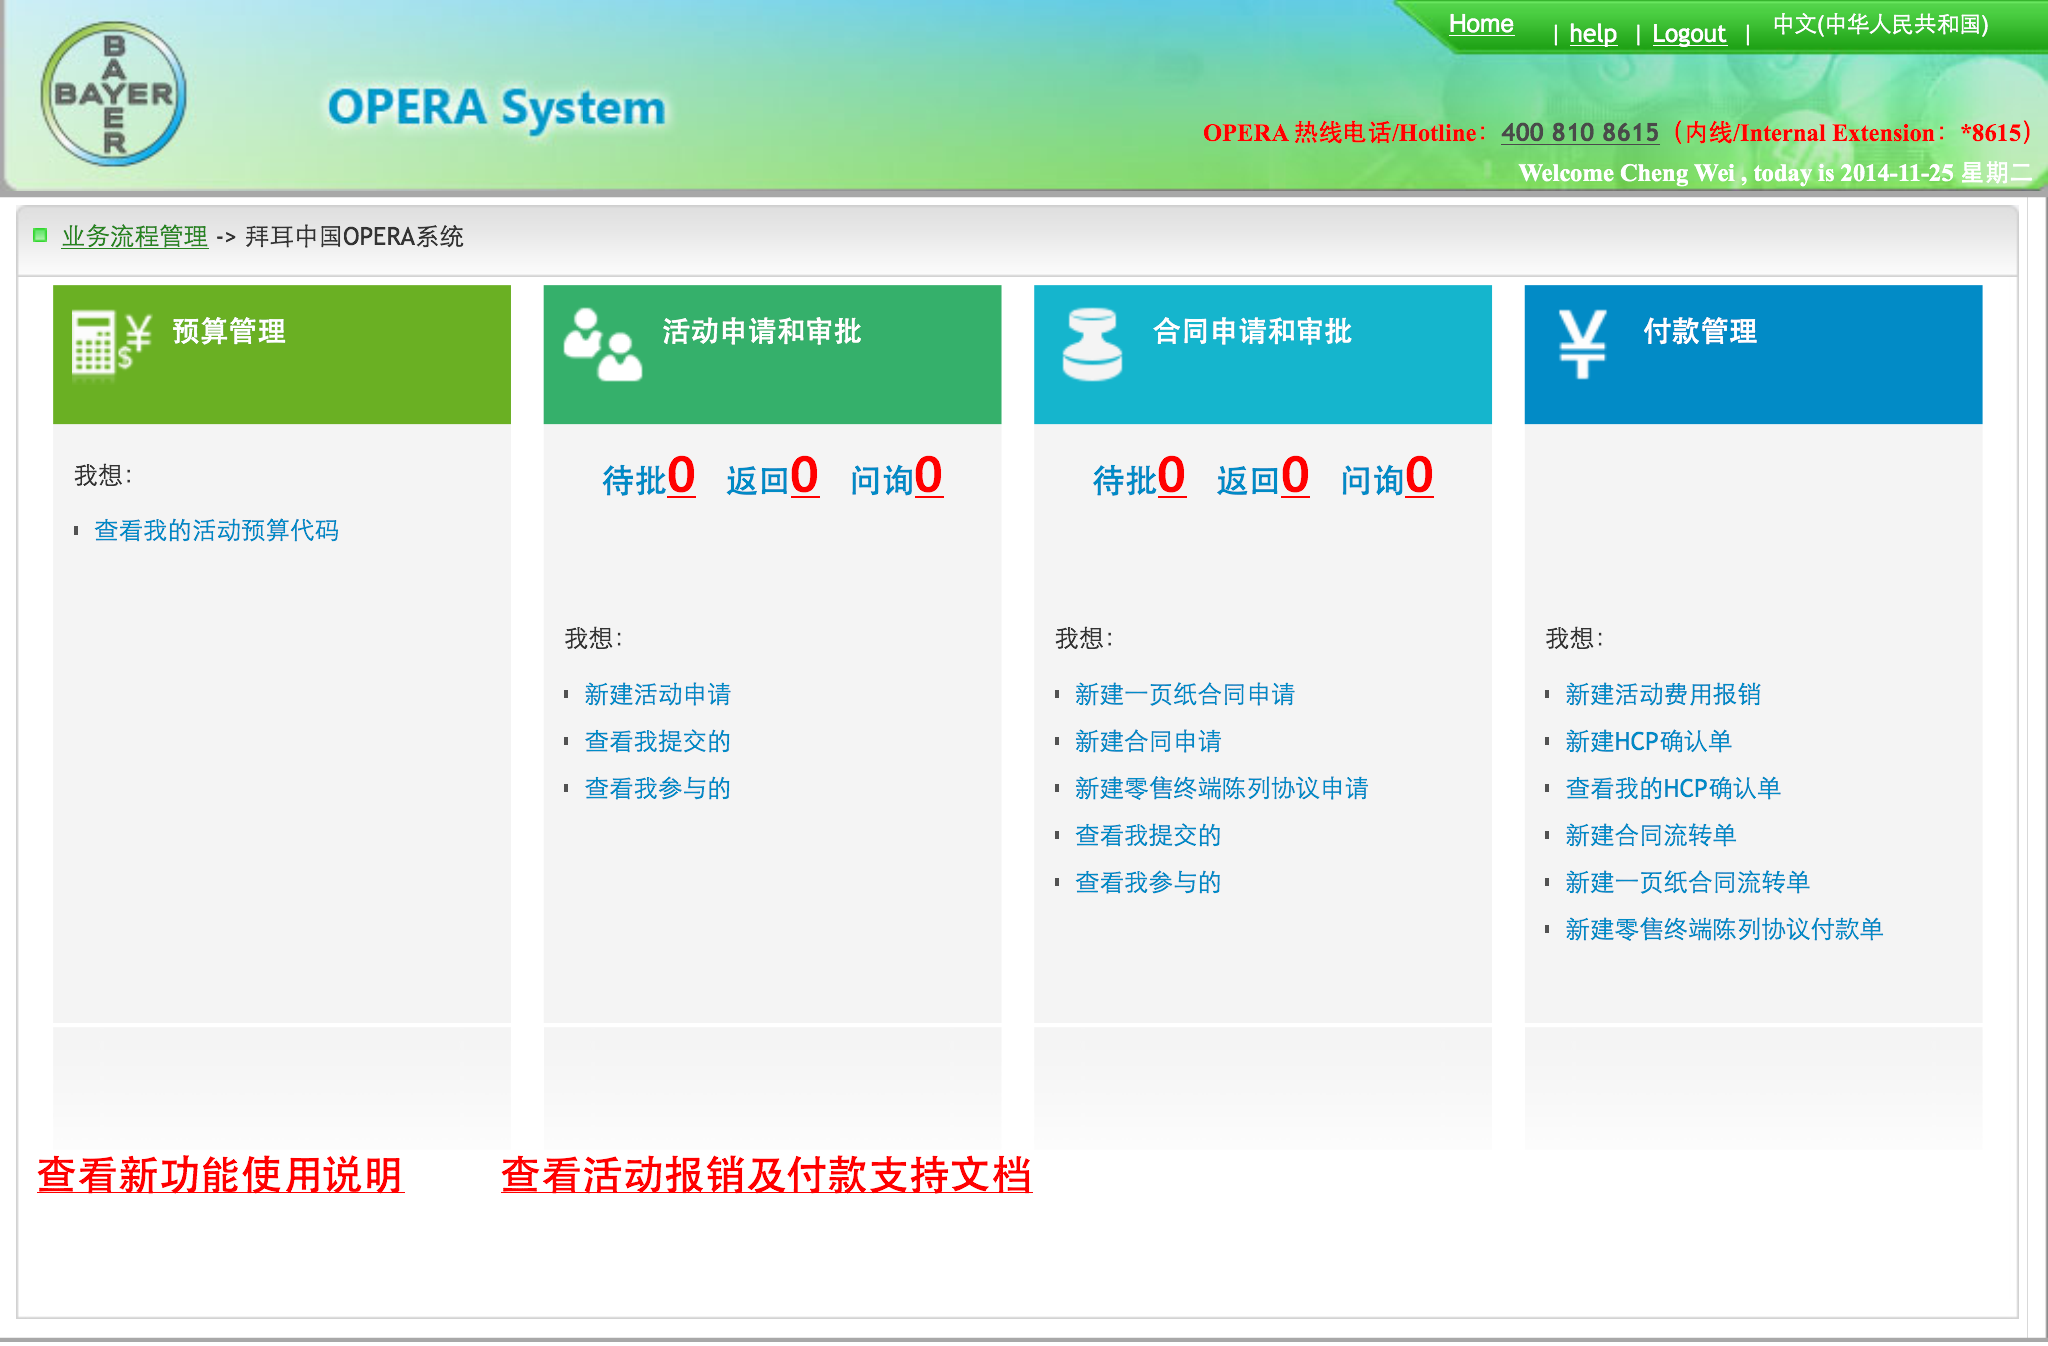 Home | help | Logout | 中文(中华人民共和国)
BAYER
BAYER
OPERA System
OPERA 热线电话/Hotline：400 810 8615（内线/Internal Extension：*8615）
Welcome Cheng Wei , today is 2014-11-25 星期二
业务流程管理 -> 拜耳中国OPERA系统
¥
$
预算管理
我想：
查看我的活动预算代码
活动申请和审批
待批0 返回0 问询0
我想：
新建活动申请
查看我提交的
查看我参与的
合同申请和审批
待批0 返回0 问询0
我想：
新建一页纸合同申请
新建合同申请
新建零售终端陈列协议申请
查看我提交的
查看我参与的
¥
付款管理
我想：
新建活动费用报销
新建HCP确认单
查看我的HCP确认单
新建合同流转单
新建一页纸合同流转单
新建零售终端陈列协议付款单
查看新功能使用说明 查看活动报销及付款支持文档